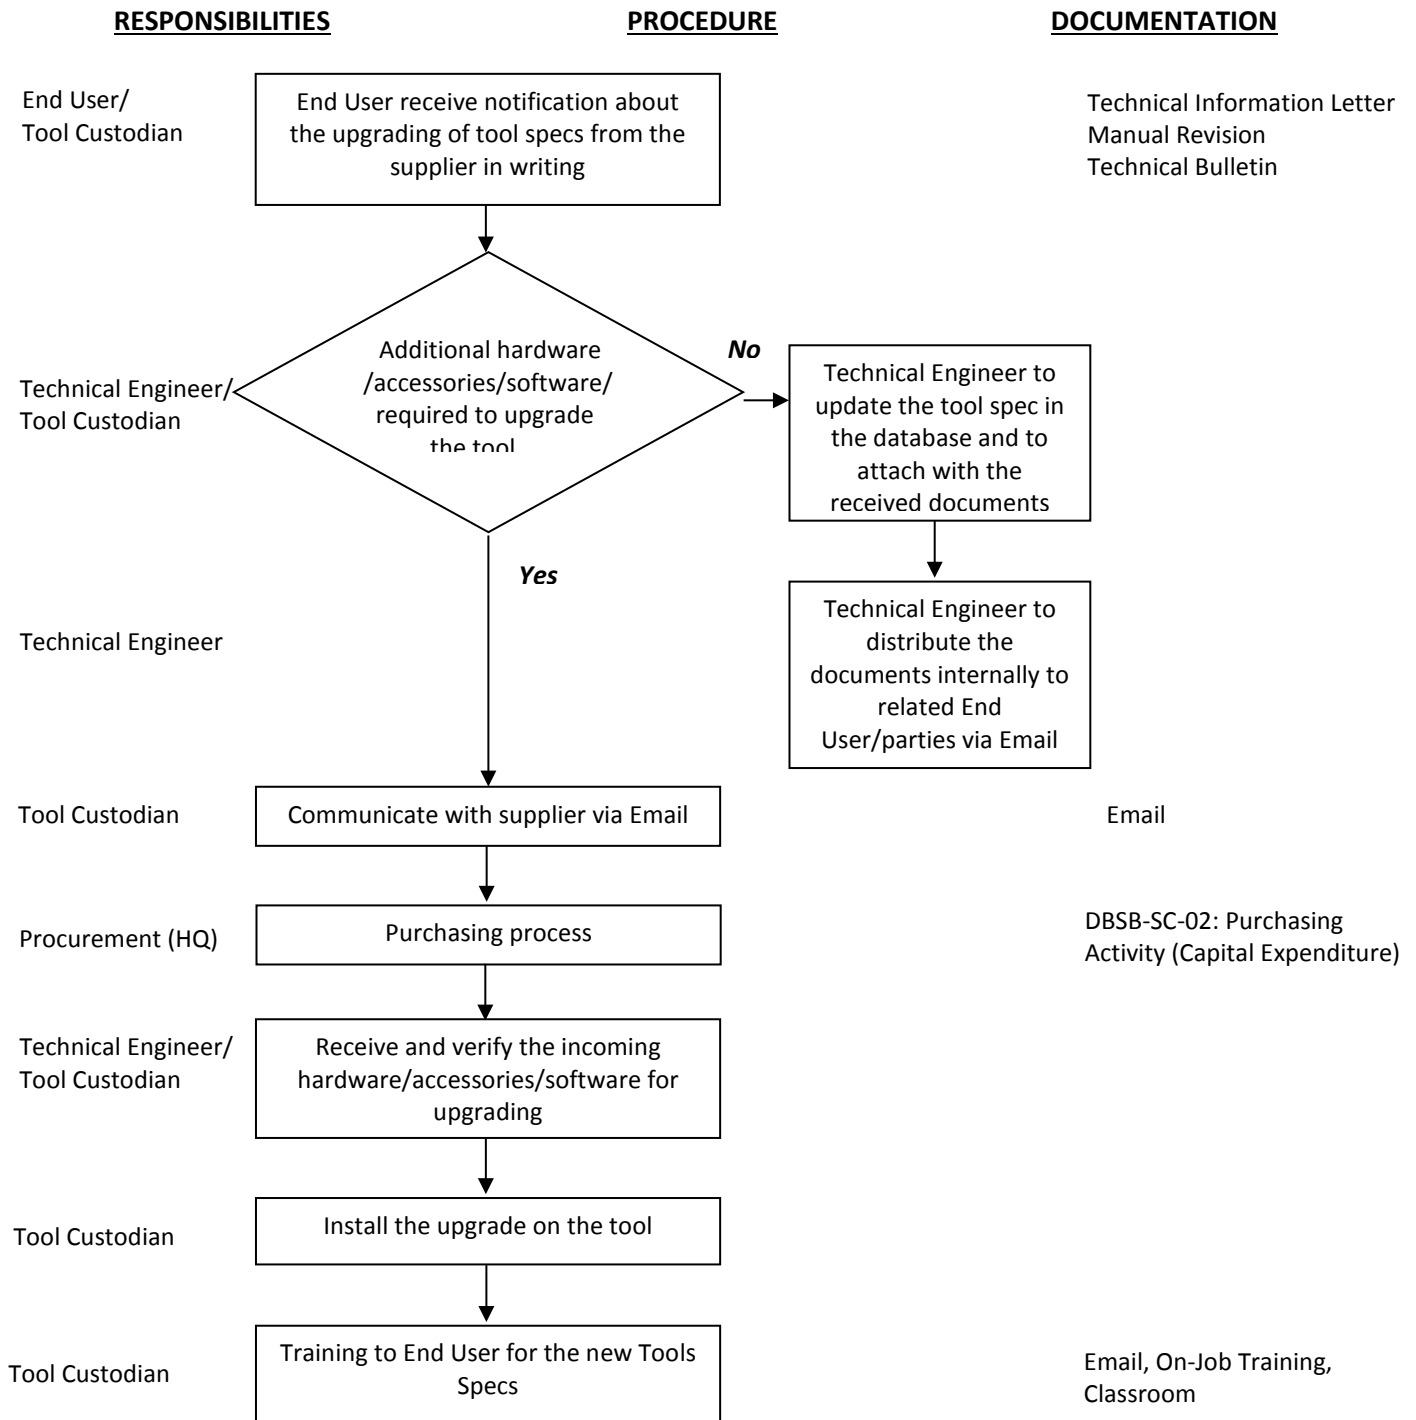 RESPONSIBILITIES
PROCEDURE
DOCUMENTATION
End User/
Tool Custodian
End User receive notification about
the upgrading of tool specs from the
supplier in writing
Technical Information Letter
Manual Revision
Technical Bulletin
Technical Engineer/
Tool Custodian
Additional hardware
/accessories/software/
required to upgrade
the tool
No
Technical Engineer to
update the tool spec in
the database and to
attach with the
received documents
Yes
Technical Engineer
Technical Engineer to
distribute the
documents internally to
related End
User/parties via Email
Tool Custodian
Communicate with supplier via Email
Email
Procurement (HQ)
Purchasing process
DBSB-SC-02: Purchasing
Activity (Capital Expenditure)
Technical Engineer/
Tool Custodian
Receive and verify the incoming
hardware/accessories/software for
upgrading
Tool Custodian
Install the upgrade on the tool
Tool Custodian
Training to End User for the new Tools
Specs
Email, On-Job Training,
Classroom